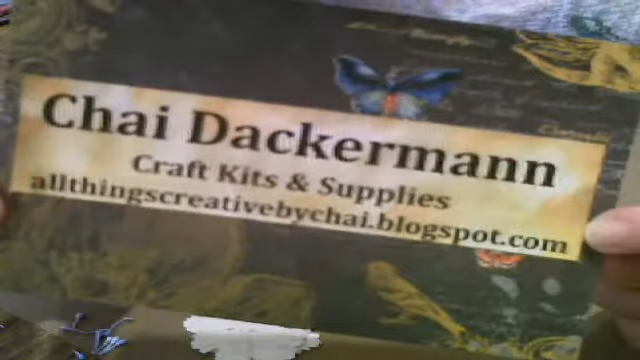 Chai Dackermann
Craft Kits & Supplies
allthingscreativebychai.blogspot.com